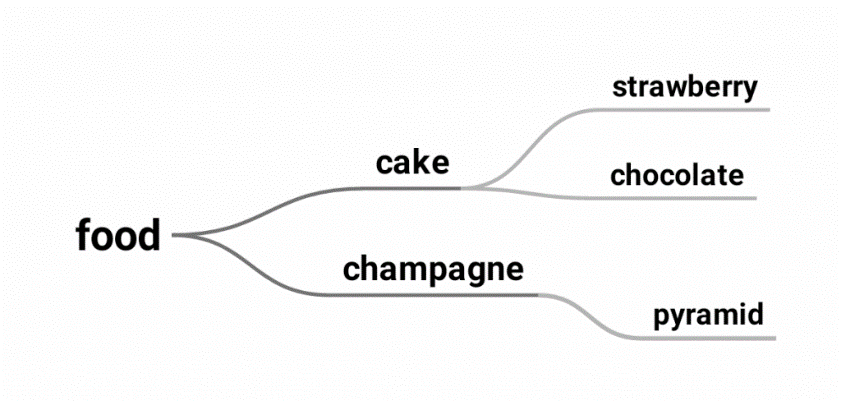 food
cake
strawberry
chocolate
champagne
pyramid